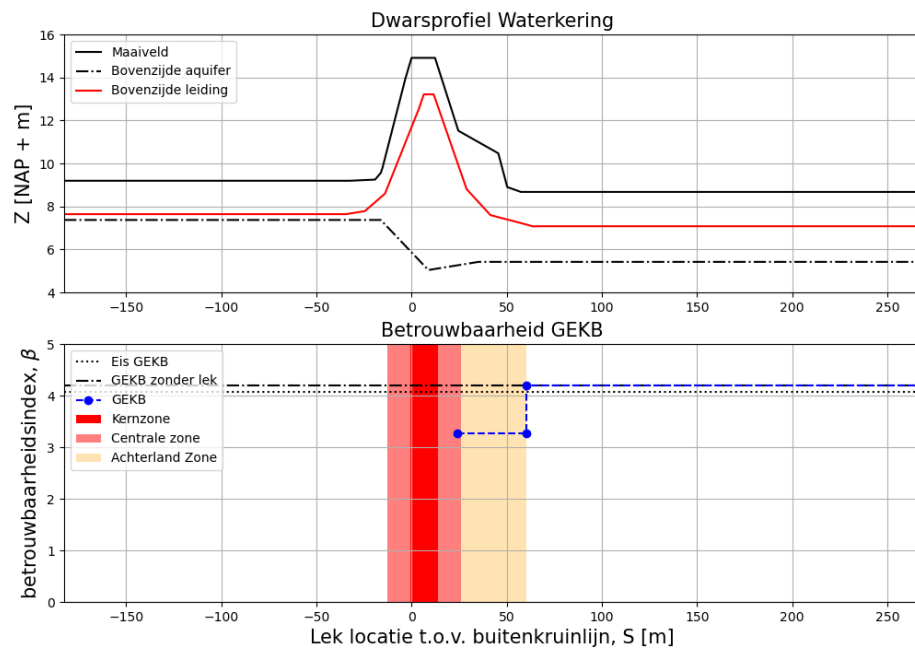 Dwarsprofiel Waterkering
Z [NAP + m]
16
14
12
10
8
6
4
Maaiveld
Bovenzijde aquifer
Bovenzijde leiding
−150
−100
−50
0
50
100
150
200
250
Betrouwbaarheid GEKB
betrouwbaarheidsindex, β
5
4
3
2
1
0
Eis GEKB
GEKB zonder lek
GEKB
Kernzone
Centrale zone
Achterland Zone
−150
−100
−50
0
50
100
150
200
250
Lek locatie t.o.v. buitenkruinlijn, S [m]